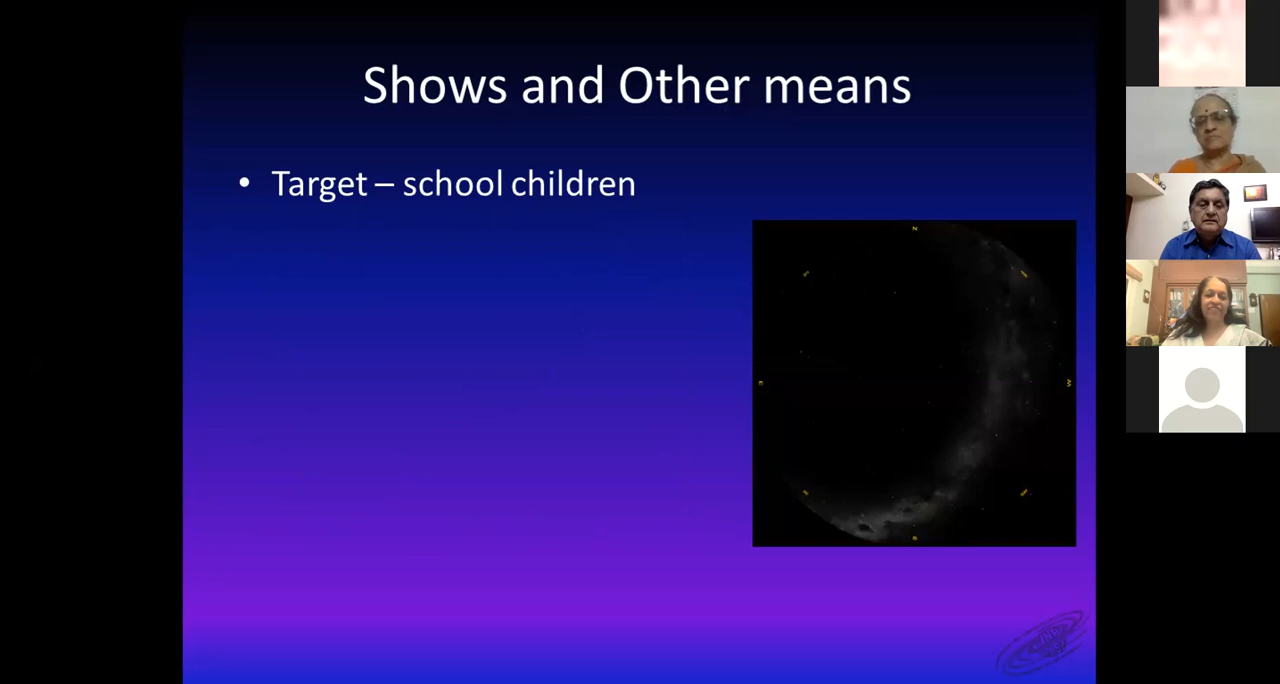 Shows and Other means
• Target – school children
N
E
W
S